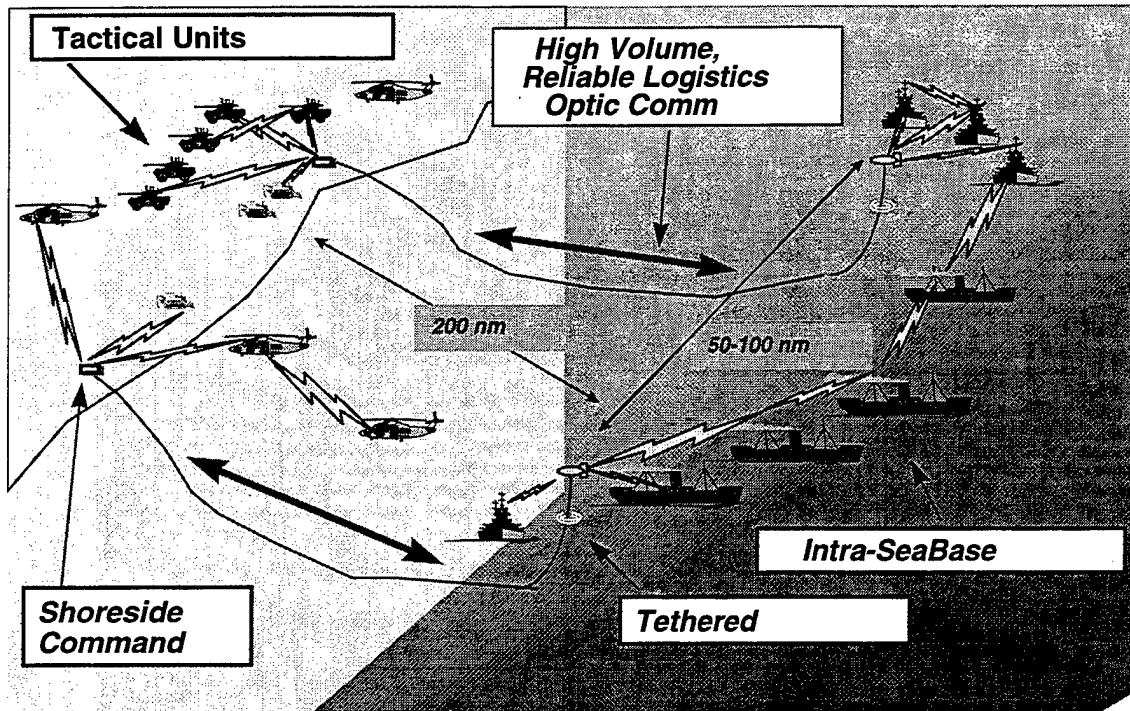 Tactical Units
High Volume,
Reliable Logistics
Optic Comm
200 nm
50-100 nm
Intra-SeaBase
Shoreside
Command
Tethered